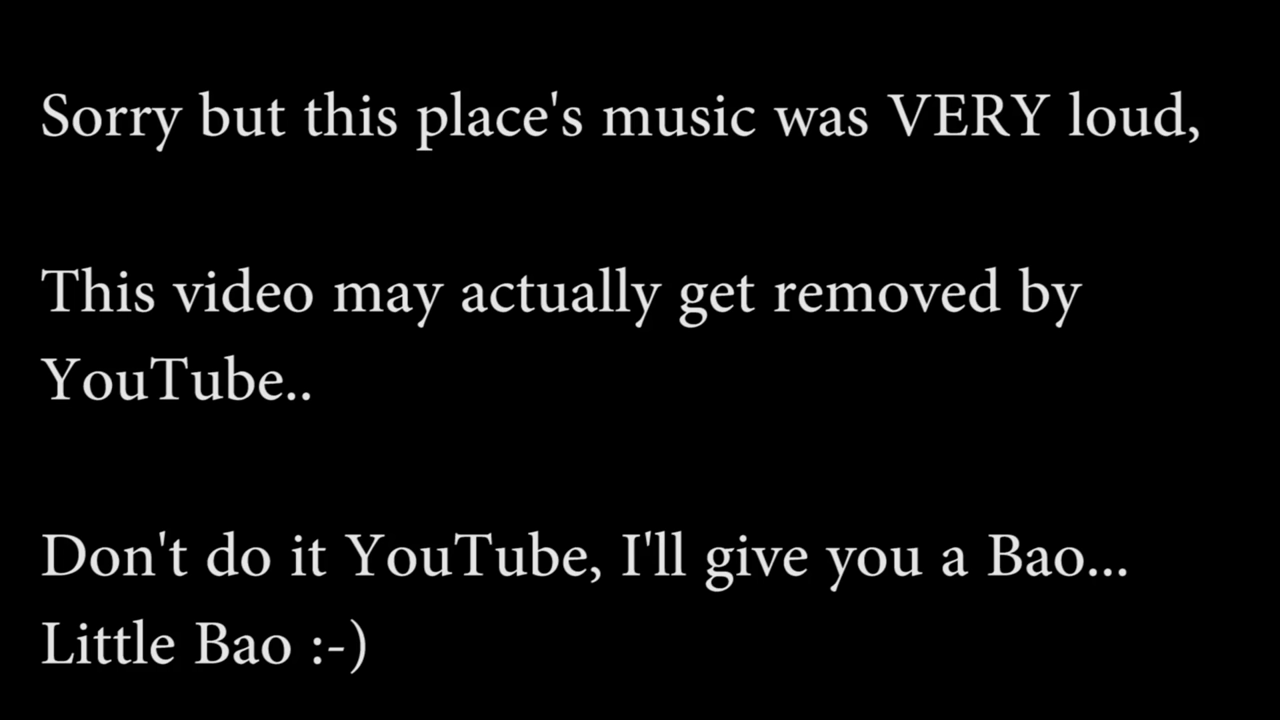 Sorry but this place's music was VERY loud,
This video may actually get removed by
YouTube..
Don't do it YouTube, I'll give you a Bao...
Little Bao :-)